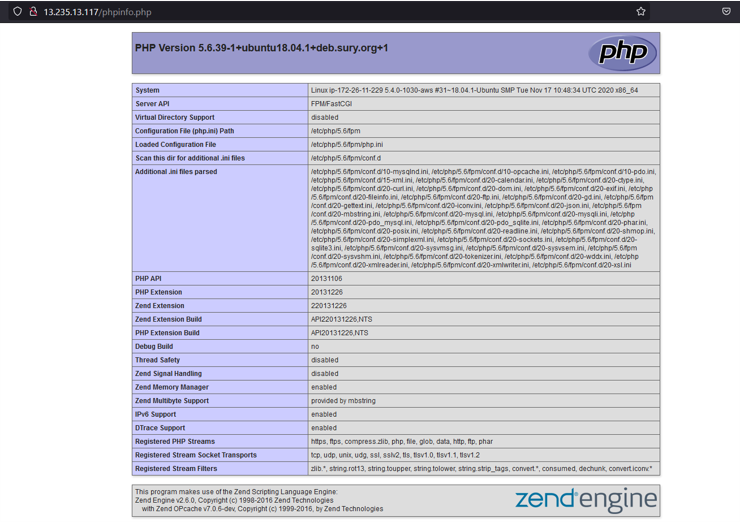 13.235.13.117/phpinfo.php
PHP Version 5.6.39-1+ubuntu18.04.1+deb.sury.org+1
php
System Linux ip-172-26-11-229 5.4.0-1030-aws #31~18.04.1-Ubuntu SMP Tue Nov 17 10:48:34 UTC 2020 x86_64
Server API FPM/FastCGI
Virtual Directory Support disabled
Configuration File (php.ini) Path /etc/php/5.6/fpm
Loaded Configuration File /etc/php/5.6/fpm/php.ini
Scan this dir for additional .ini files /etc/php/5.6/fpm/conf.d
Additional .ini files parsed /etc/php/5.6/fpm/conf.d/10-mysqlnd.ini, /etc/php/5.6/fpm/conf.d/10-opcache.ini, /etc/php/5.6/fpm/conf.d/10-pdo.ini,
/etc/php/5.6/fpm/conf.d/15-xml.ini, /etc/php/5.6/fpm/conf.d/20-calendar.ini, /etc/php/5.6/fpm/conf.d/20-ctype.ini,
/etc/php/5.6/fpm/conf.d/20-curl.ini, /etc/php/5.6/fpm/conf.d/20-dom.ini, /etc/php/5.6/fpm/conf.d/20-exif.ini, /etc/php
/5.6/fpm/conf.d/20-fileinfo.ini, /etc/php/5.6/fpm/conf.d/20-ftp.ini, /etc/php/5.6/fpm/conf.d/20-gd.ini, /etc/php/5.6/fpm
/conf.d/20-gettext.ini, /etc/php/5.6/fpm/conf.d/20-iconv.ini, /etc/php/5.6/fpm/conf.d/20-json.ini, /etc/php/5.6/fpm
/conf.d/20-mbstring.ini, /etc/php/5.6/fpm/conf.d/20-mysql.ini, /etc/php/5.6/fpm/conf.d/20-mysqli.ini, /etc/php
/5.6/fpm/conf.d/20-pdo_mysql.ini, /etc/php/5.6/fpm/conf.d/20-pdo_sqlite.ini, /etc/php/5.6/fpm/conf.d/20-phar.ini,
/etc/php/5.6/fpm/conf.d/20-posix.ini, /etc/php/5.6/fpm/conf.d/20-readline.ini, /etc/php/5.6/fpm/conf.d/20-shmop.ini,
/etc/php/5.6/fpm/conf.d/20-simplexml.ini, /etc/php/5.6/fpm/conf.d/20-sockets.ini, /etc/php/5.6/fpm/conf.d/20-
sqlite3.ini, /etc/php/5.6/fpm/conf.d/20-sysvmsg.ini, /etc/php/5.6/fpm/conf.d/20-sysvsem.ini, /etc/php/5.6/fpm
/conf.d/20-sysvshm.ini, /etc/php/5.6/fpm/conf.d/20-tokenizer.ini, /etc/php/5.6/fpm/conf.d/20-wddx.ini, /etc/php
/5.6/fpm/conf.d/20-xmlreader.ini, /etc/php/5.6/fpm/conf.d/20-xmlwriter.ini, /etc/php/5.6/fpm/conf.d/20-xsl.ini
PHP API 20131106
PHP Extension 20131226
Zend Extension 220131226
Zend Extension Build API220131226,NTS
PHP Extension Build API20131226,NTS
Debug Build no
Thread Safety disabled
Zend Signal Handling disabled
Zend Memory Manager enabled
Zend Multibyte Support provided by mbstring
IPv6 Support enabled
DTrace Support enabled
Registered PHP Streams https, ftps, compress.zlib, php, file, glob, data, http, ftp, phar
Registered Stream Socket Transports tcp, udp, unix, udg, ssl, sslv2, tls, tlsv1.0, tlsv1.1, tlsv1.2
Registered Stream Filters zlib.*, string.rot13, string.toupper, string.tolower, string.strip_tags, convert.*, consumed, dechunk, convert.iconv.*
This program makes use of the Zend Scripting Language Engine:
Zend Engine v2.6.0, Copyright (c) 1998-2016 Zend Technologies
with Zend OPcache v7.0.6-dev, Copyright (c) 1999-2016, by Zend Technologies
zend engine